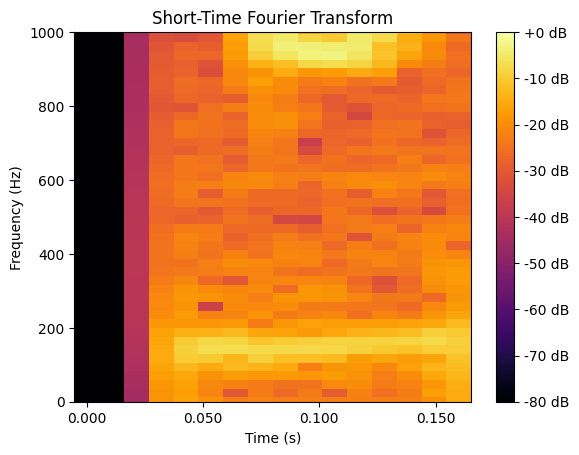 Short-Time Fourier Transform
Frequency (Hz)
1000
800
600
400
200
0
0.000 0.050 0.100 0.150
Time (s)
+0 dB
-10 dB
-20 dB
-30 dB
-40 dB
-50 dB
-60 dB
-70 dB
-80 dB